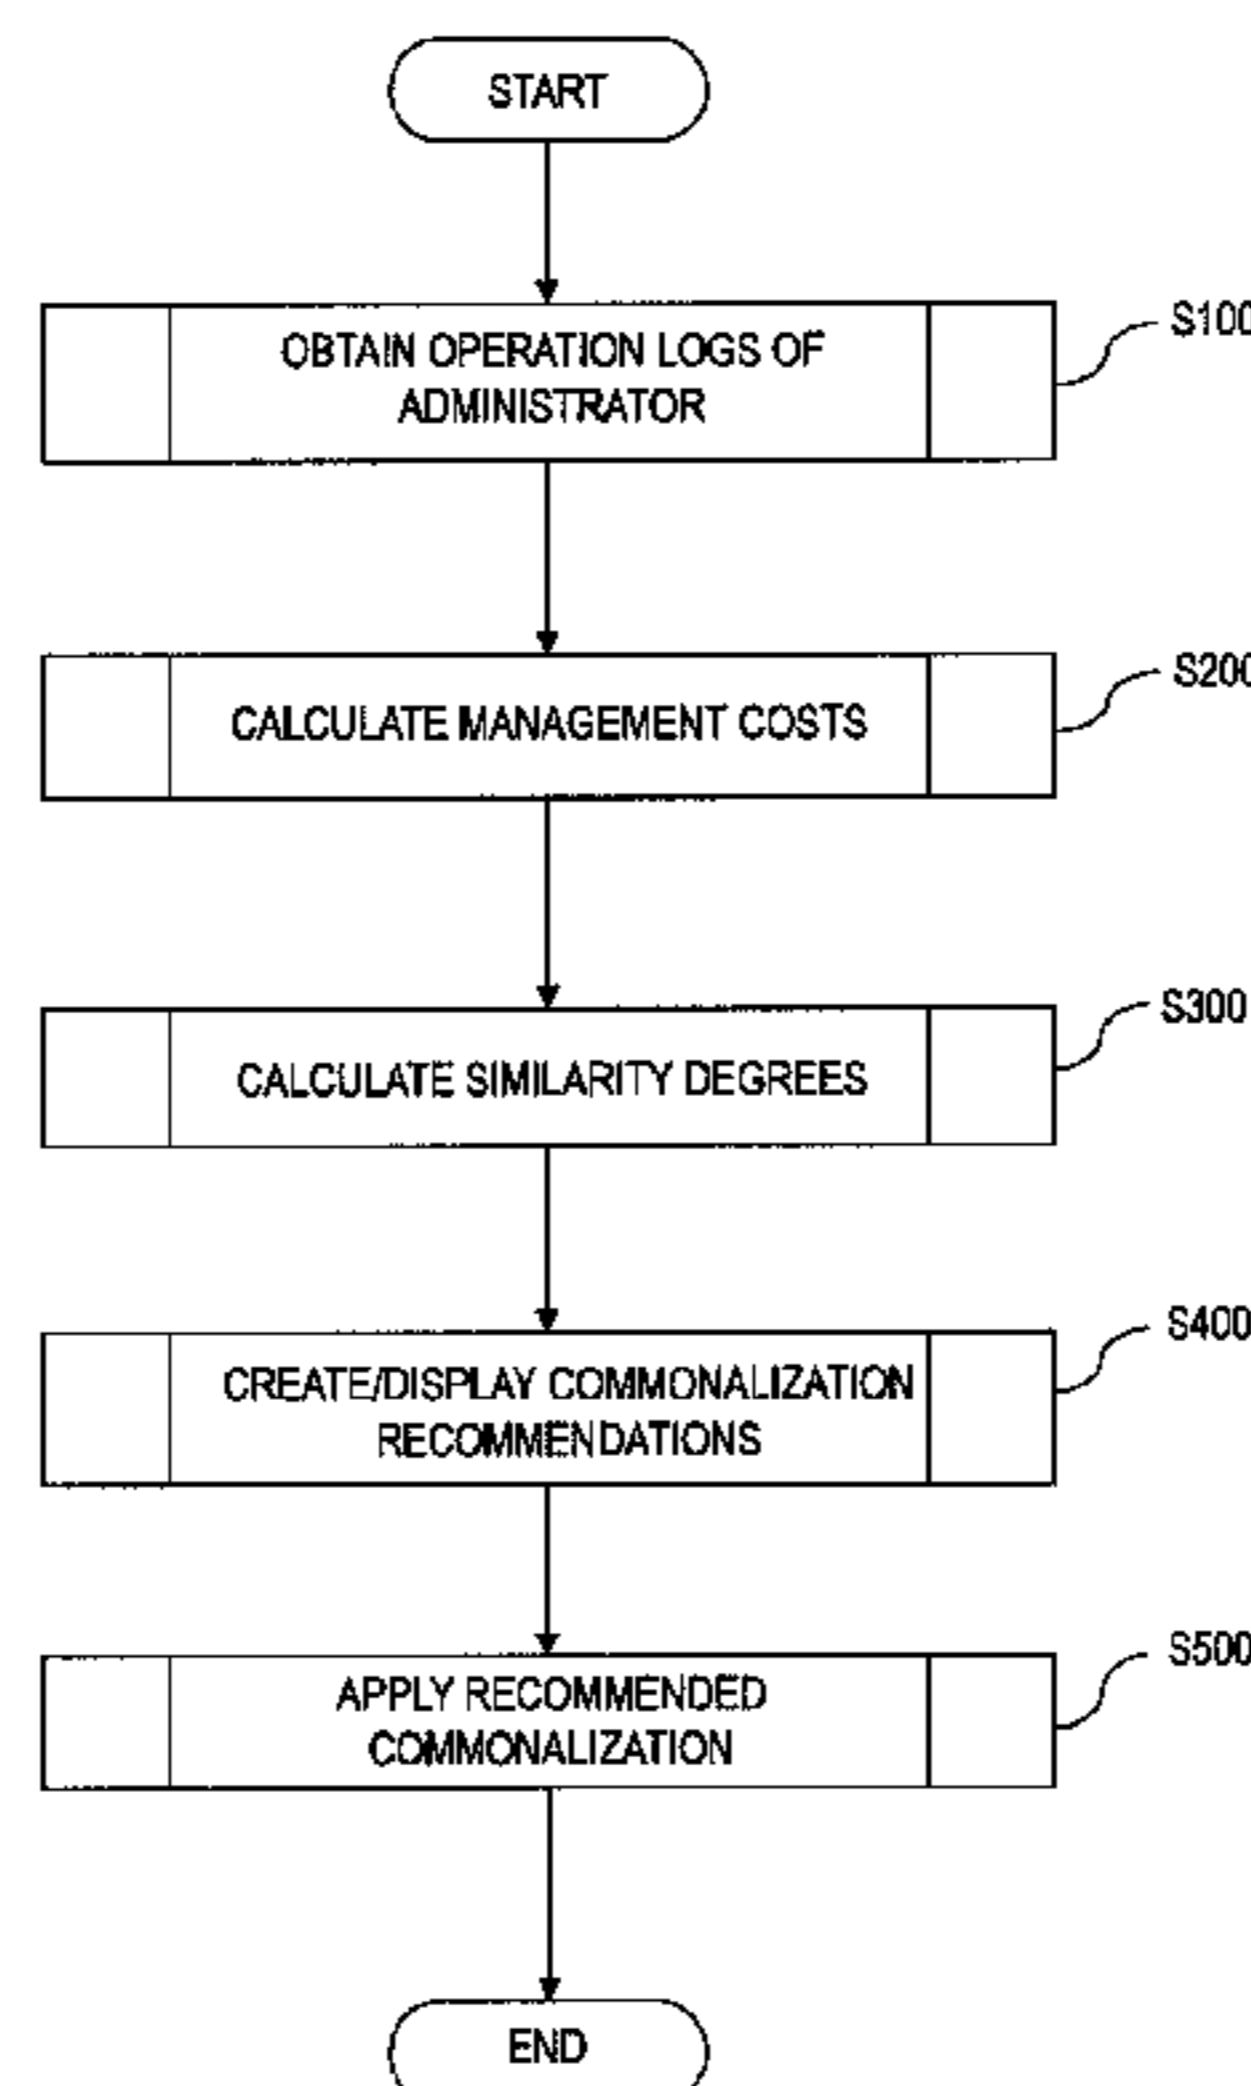 START
OBTAIN OPERATION LOGS OF
ADMINISTRATOR
S100
CALCULATE MANAGEMENT COSTS
S200
CALCULATE SIMILARITY DEGREES
S300
CREATE/DISPLAY COMMONALIZATION
RECOMMENDATIONS
S400
APPLY RECOMMENDED
COMMONALIZATION
S500
END